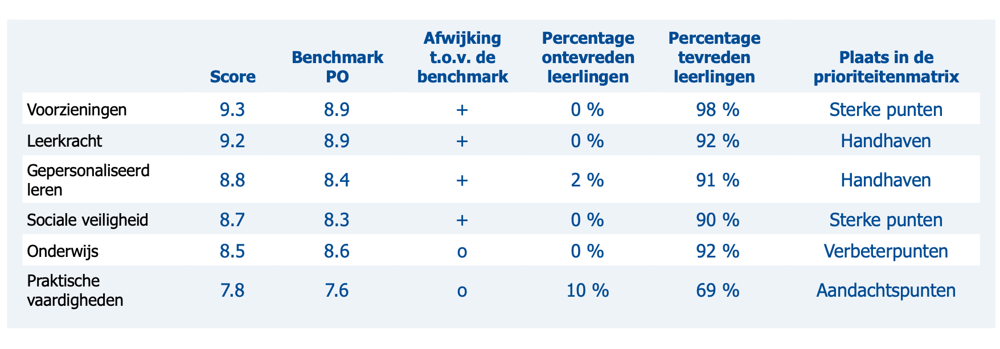 Score Benchmark PO Afwijking t.o.v. de benchmark Percentage ontevreden leerlingen Percentage tevreden leerlingen Plaats in de prioriteitenmatrix
Voorzieningen 9.3 8.9 + 0 % 98 % Sterke punten
Leerkracht 9.2 8.9 + 0 % 92 % Handhaven
Gepersonaliseerd leren 8.8 8.4 + 2 % 91 % Handhaven
Sociale veiligheid 8.7 8.3 + 0 % 90 % Sterke punten
Onderwijs 8.5 8.6 o 0 % 92 % Verbeterpunten
Praktische vaardigheden 7.8 7.6 o 10 % 69 % Aandachtspunten